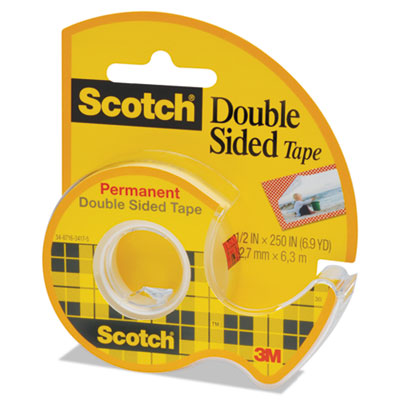 Scotch
Double
Sided Tape
Permanent
Double Sided Tape
1/2 IN × 250 IN (6.9 YD)
12,7 mm × 6,3 m
Scotch
™
3M